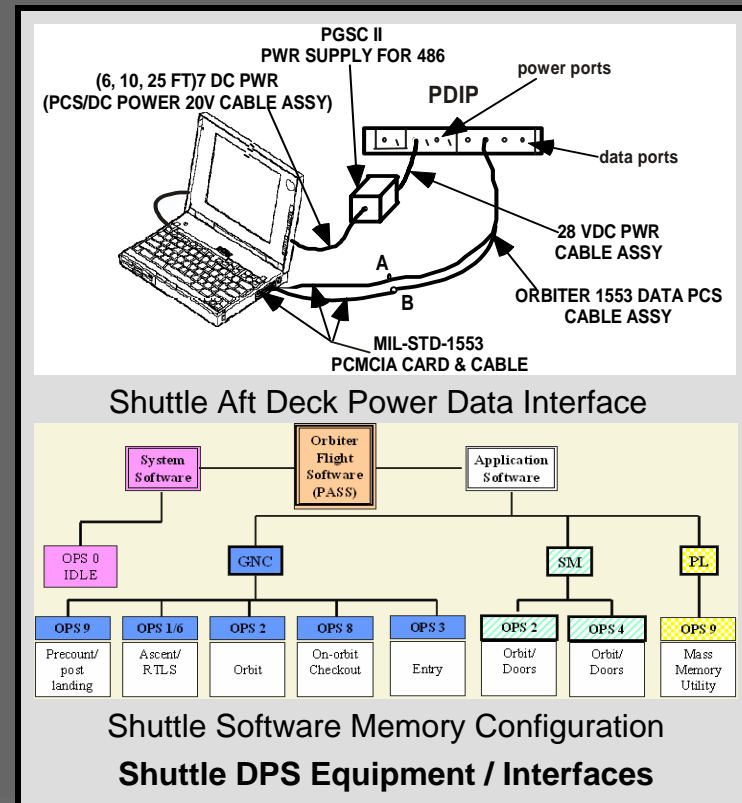 PGSC II
PWR SUPPLY FOR 486
(6, 10, 25 FT)7 DC PWR
(PCS/DC POWER 20V CABLE ASSY)
power ports
PDIP
data ports
28 VDC PWR
CABLE ASSY
A
B
ORBITER 1553 DATA PCS
CABLE ASSY
MIL-STD-1553
PCMCIA CARD & CABLE
Shuttle Aft Deck Power Data Interface
System
Software
Orbiter
Flight
Software
(PASS)
Application
Software
OPS 0
IDLE
GNC
SM
PL
OPS 9
Precount/
post
landing
OPS 1/6
Ascent/
RTLS
OPS 2
Orbit
OPS 8
On-orbit
Checkout
OPS 3
Entry
OPS 2
Orbit/
Doors
OPS 4
Orbit/
Doors
OPS 9
Mass
Memory
Utility
Shuttle Software Memory Configuration
Shuttle DPS Equipment / Interfaces